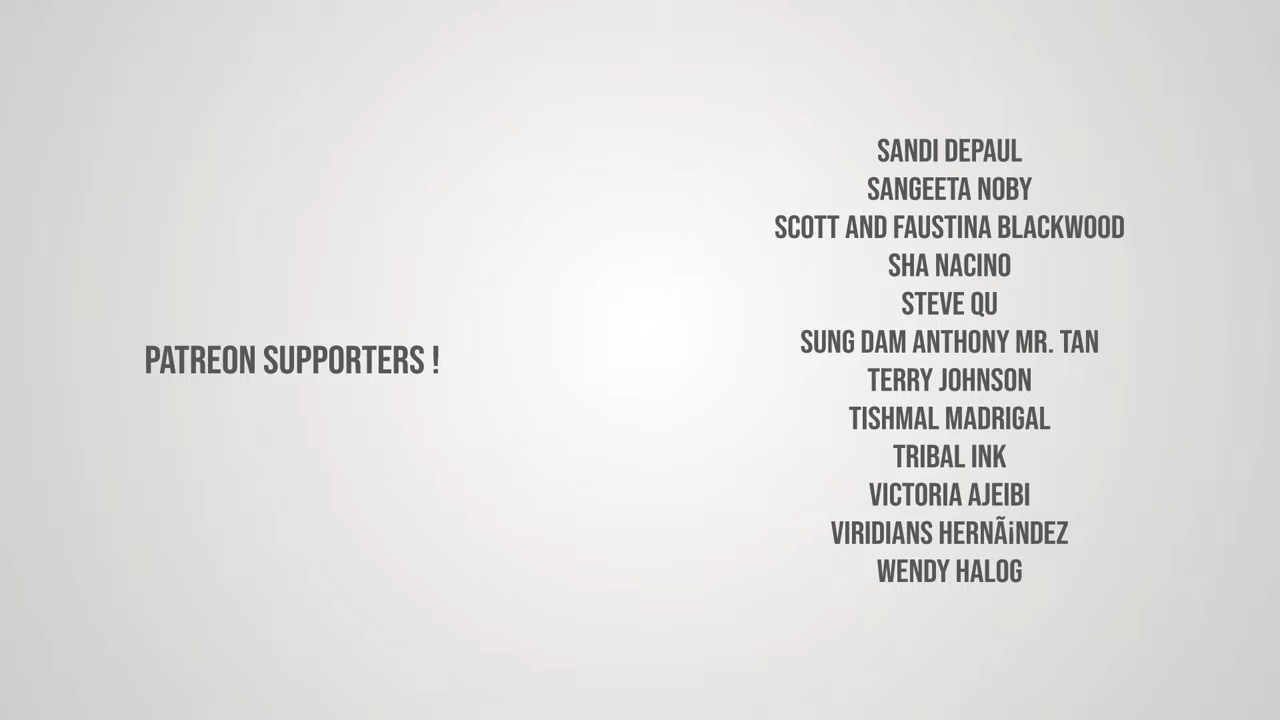 PATREON SUPPORTERS !
SANDI DEPAUL
SANGEETA NOBY
SCOTT AND FAUSTINA BLACKWOOD
SHA NACINO
STEVE QU
SUNG DAM ANTHONY MR. TAN
TERRY JOHNSON
TISHMAL MADRIGAL
TRIBAL INK
VICTORIA AJEIBI
VIRIDIANS HERNÃ¡NDEZ
WENDY HALOG